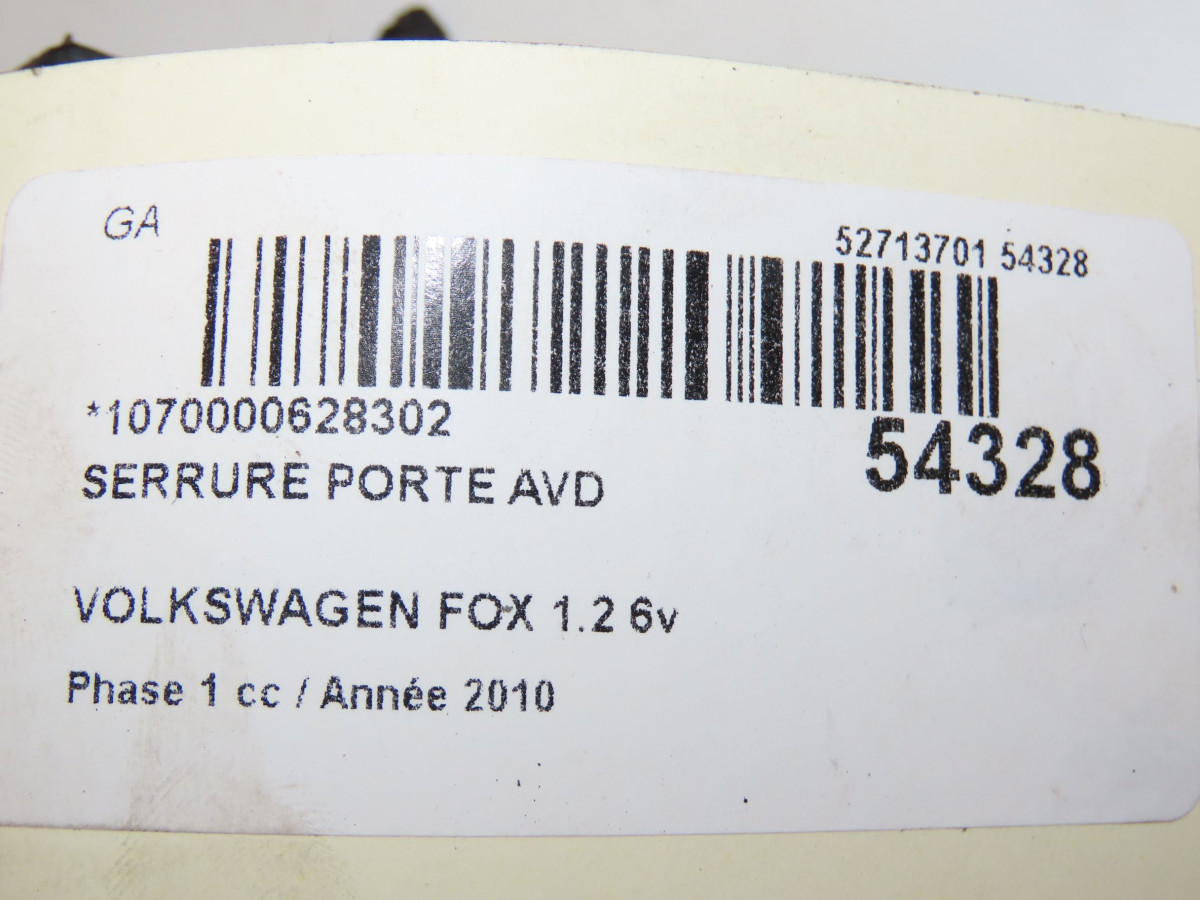 GA
52713701 54328
*1070000628302
54328
SERRURE PORTE AVD
VOLKSWAGEN FOX 1.2 6v
Phase 1 cc / Année 2010